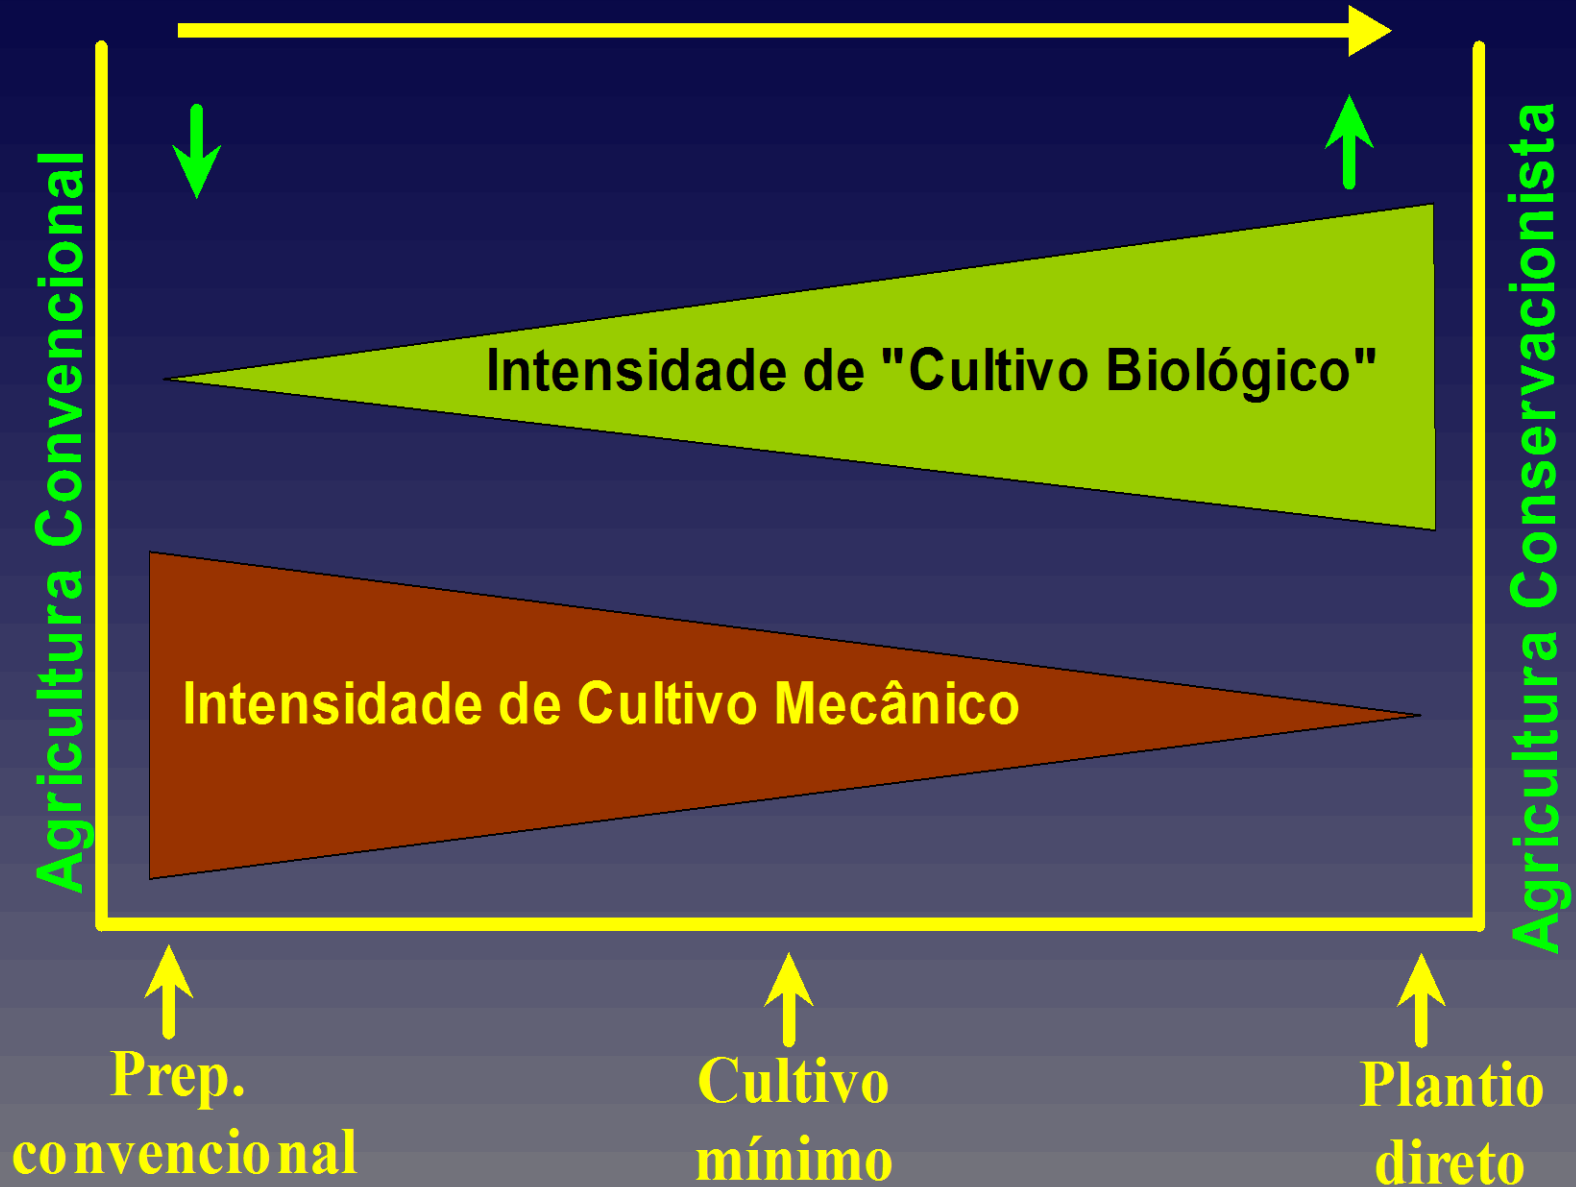 Agricultura Convencional
Intensidade de "Cultivo Biológico"
Intensidade de Cultivo Mecânico
Agricultura Conservacionista
Prep.
convencional
Cultivo
mínimo
Plantio
direto